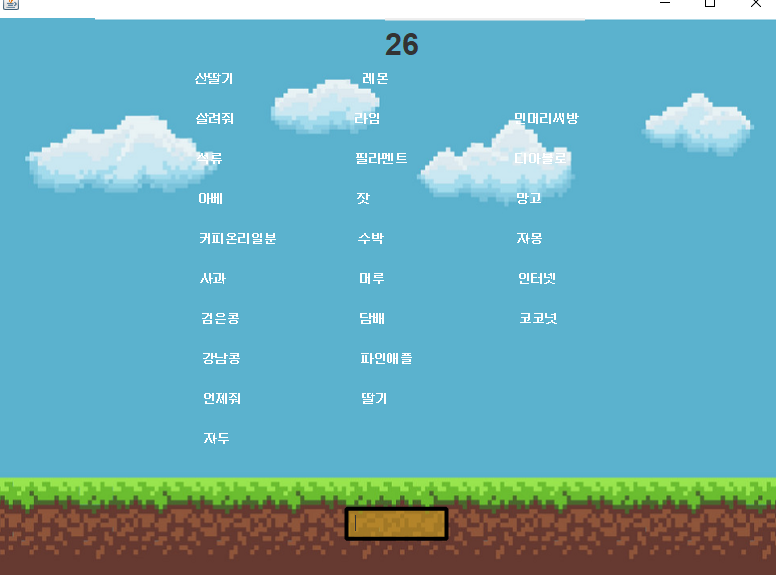 26
산딸기 레몬
살려줘 라임 민머리씨방
석류 필라멘트 디아블로
아베 잣 망고
커피온리일분 수박 자몽
사과 머루 인터넷
검은콩 담배 코코넛
강남콩 파인애플
언제줘 딸기
자두